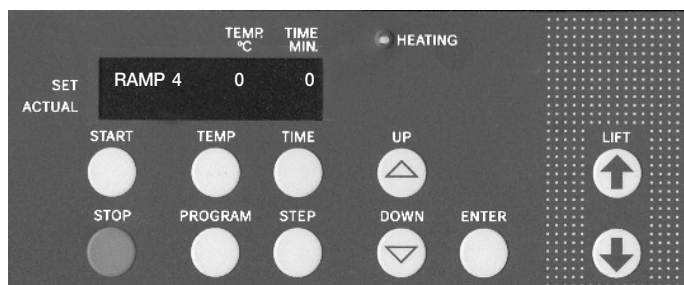 TEMP. TIME
ºC MIN.
HEATING
SET RAMP 4 0 0
ACTUAL
START TEMP TIME UP LIFT
STOP PROGRAM STEP DOWN ENTER